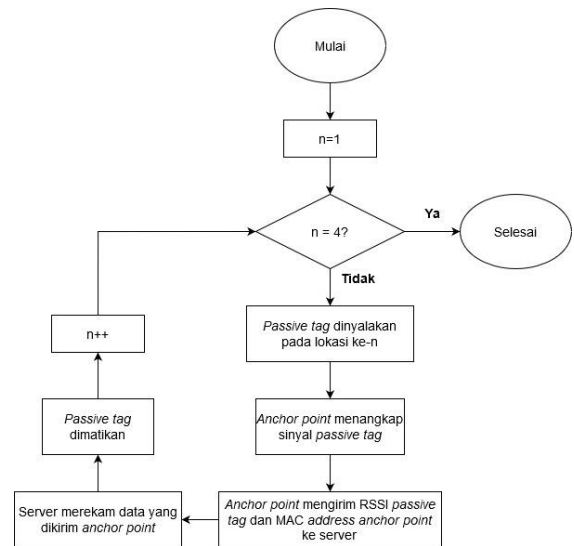 Mulai
n=1
n = 4?
Ya
Selesai
Tidak
Passive tag dinyalakan
pada lokasi ke-n
Anchor point menangkap
sinyal passive tag
Anchor point mengirim RSSI passive
tag dan MAC address anchor point
ke server
Server merekam data yang
dikirim anchor point
Passive tag
dimatikan
n++